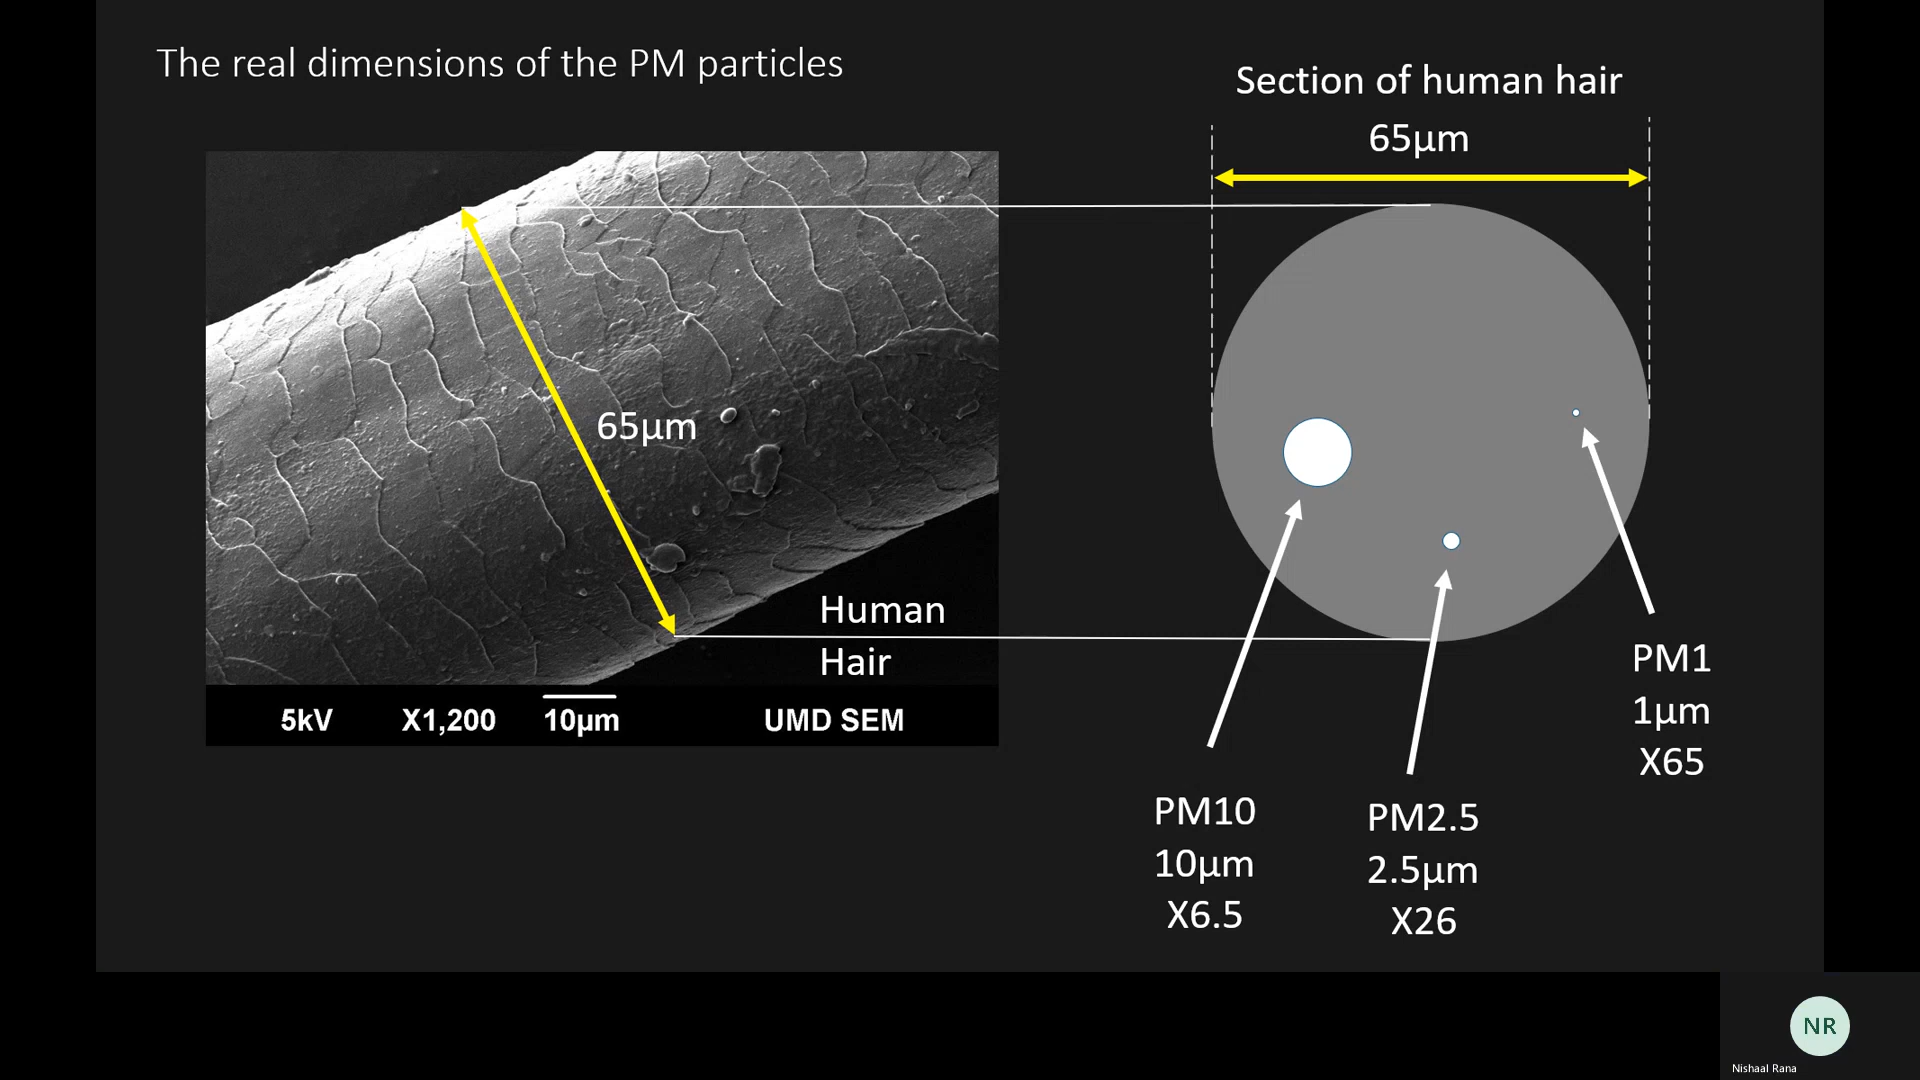 The real dimensions of the PM particles
Section of human hair
65µm
65µm
Human
Hair
5kV X1,200 10µm UMD SEM
PM1
1µm
X65
PM10
10µm
X6.5
PM2.5
2.5µm
X26
NR
Nishaal Rana